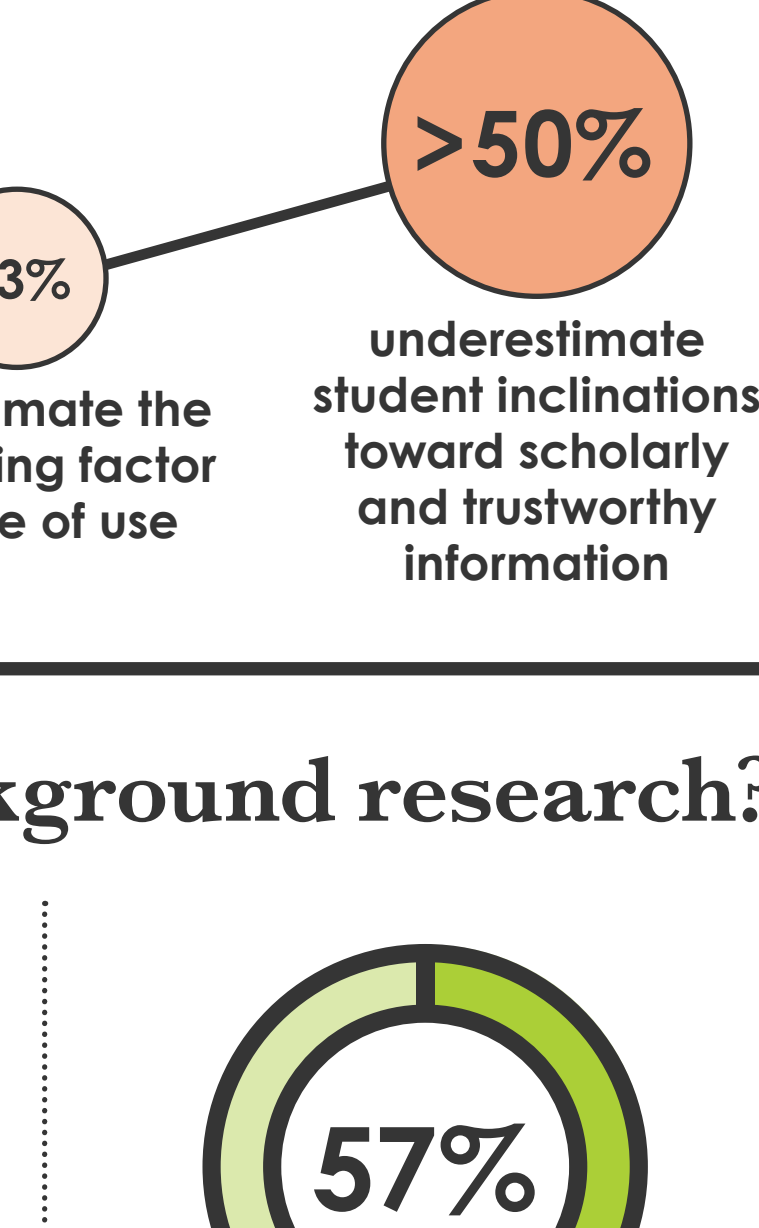 >50%
3%
underestimate
student inclinations
toward scholarly
and trustworthy
information
mate the
ing factor
e of use
kground research?
57%